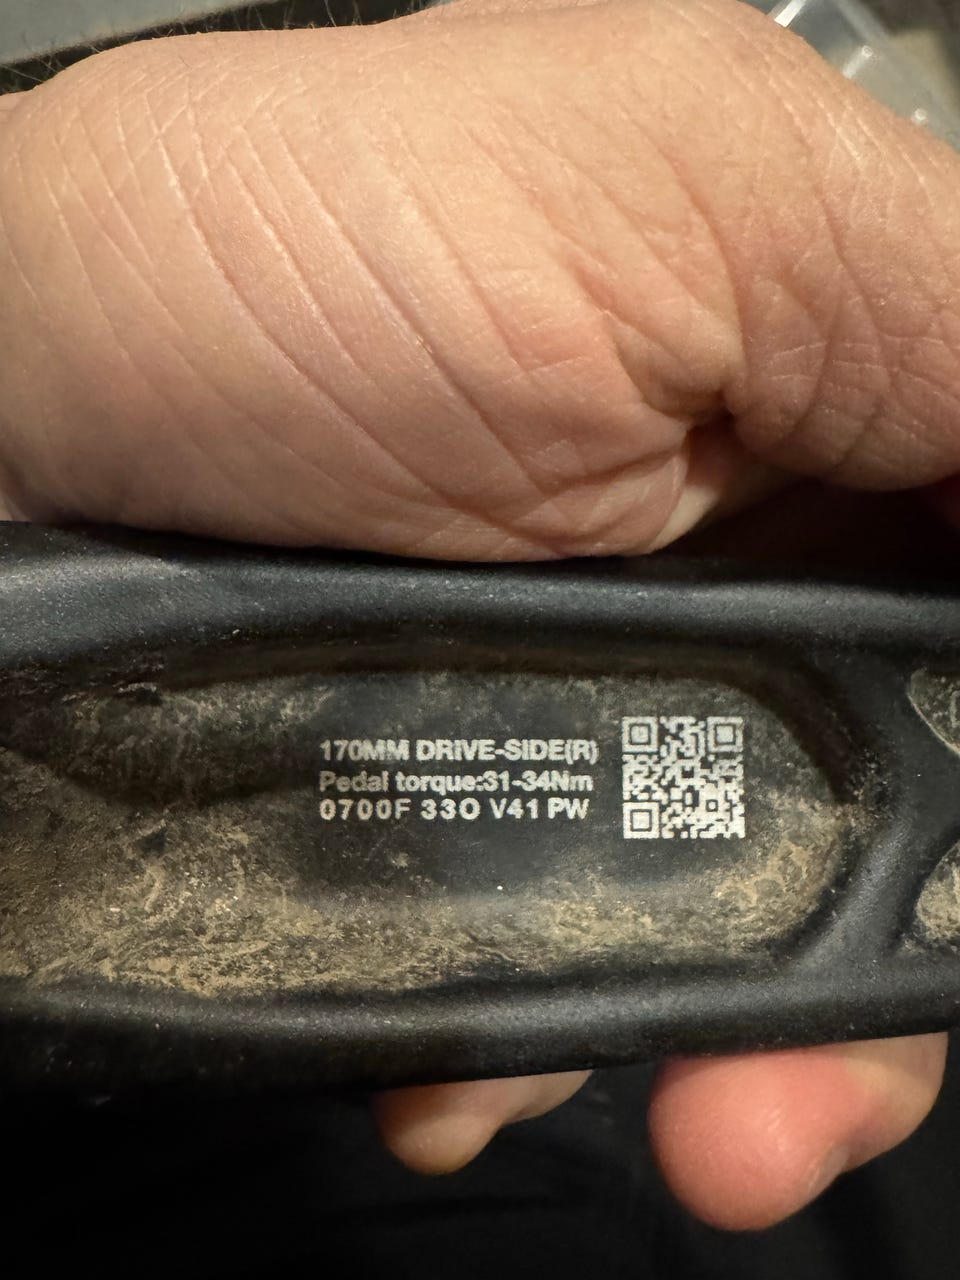 170MM DRIVE-SIDE(R)
Pedal torque:31-34Nm
0700F 33O V41 PW